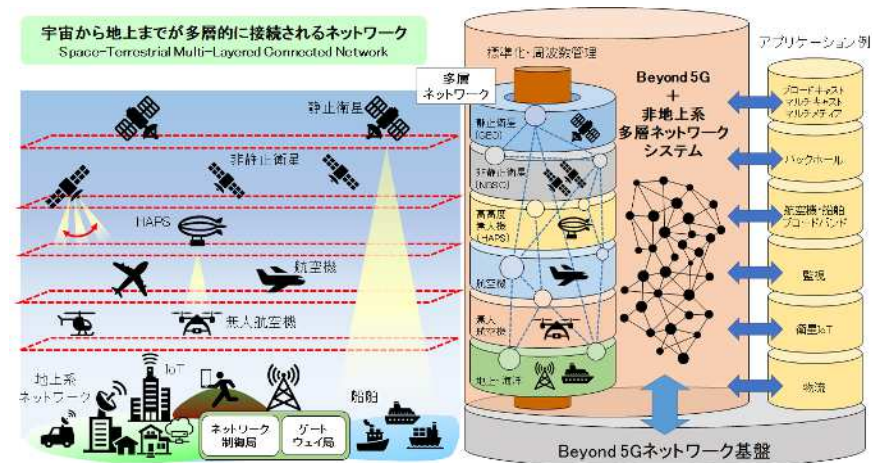 宇宙から地上までが多層的に接続されるネットワーク
Space-Terrestrial Multi-Layered Connected Network
静止衛星
非静止衛星
HAPS
航空機
無人航空機
IoT
地上系
ネットワーク
船舶
ネットワーク
制御局
ゲート
ウェイ局
標準化・周波数管理
多層
ネットワーク
静止衛星
(GEO)
非静止衛星
(NGSO)
高高度
無人機
(HAPS)
航空機
無人
航空機
地上・海洋
Beyond 5G
+
非地上系
多層ネットワーク
システム
アプリケーション例
ブロードキャスト
マルチキャスト
マルチメディア
バックホール
航空機・船舶
ブロードバンド
監視
衛星IoT
物流
Beyond 5Gネットワーク基盤